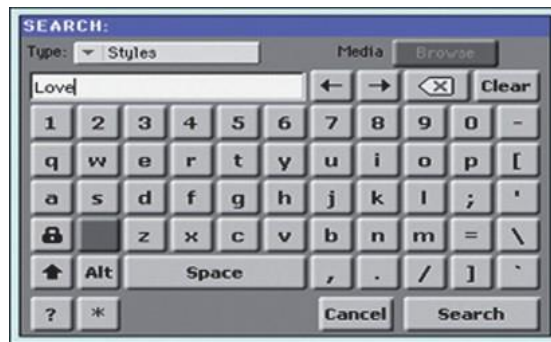 SEARCH:
Type: Styles Media Browse
Love Clear
1 2 3 4 5 6 7 8 9 0 -
q w e r t y u i o p [
a s d f g h j k l ; '
z x c v b n m = \
Alt Space , . / ] `
? * Cancel Search